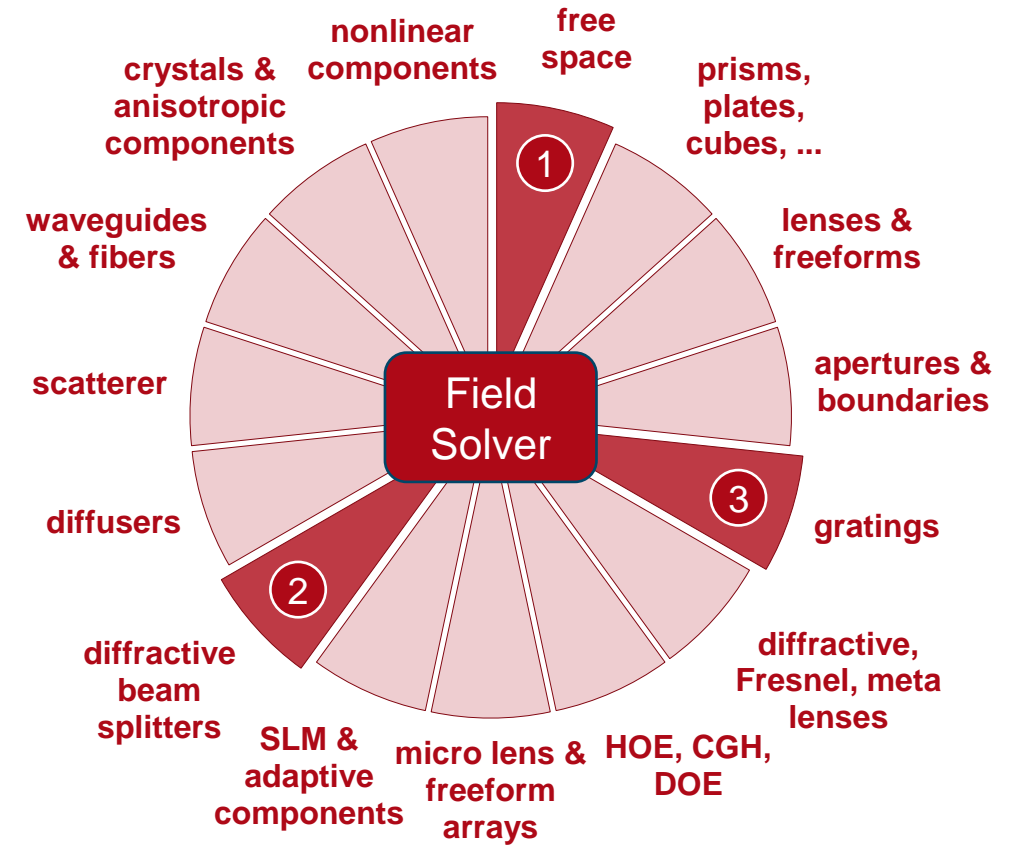 free
space
1
prisms,
plates,
cubes, ...
lenses &
freeforms
apertures &
boundaries
3
gratings
diffractive,
Fresnel, meta
lenses
HOE, CGH,
DOE
micro lens &
freeform
arrays
SLM &
adaptive
components
2
diffractive
beam
splitters
diffusers
scatterer
waveguides
& fibers
crystals &
anisotropic
components
nonlinear
components
Field
Solver